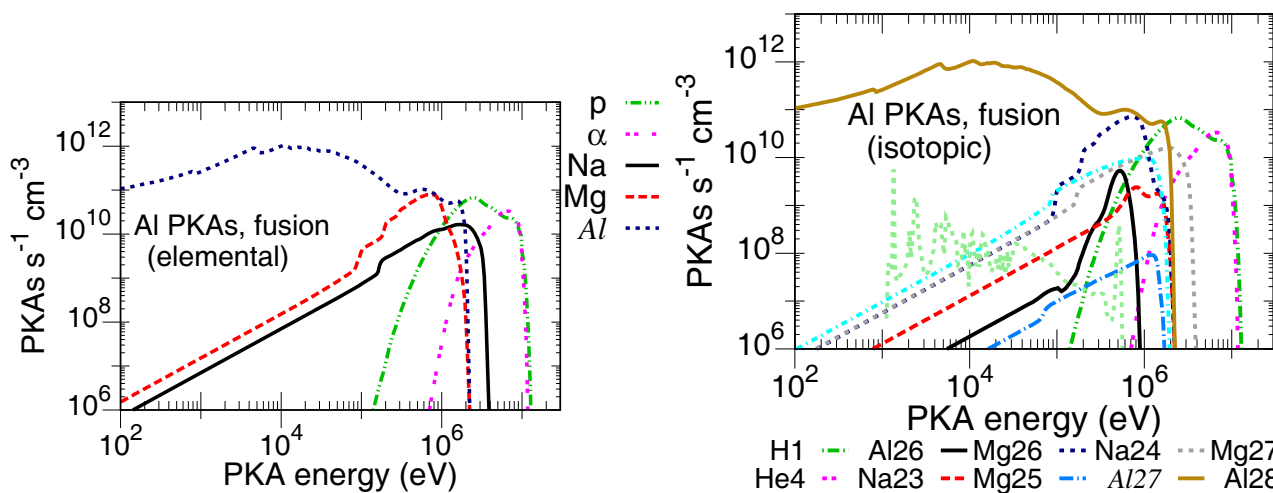 10^12
10^10
10^8
10^6
PKAs s^-1 cm^-3
Al PKAs, fusion
(elemental)
10^2
10^4
10^6
PKA energy (eV)
p
α
Na
Mg
Al
10^12
10^10
10^8
10^6
PKAs s^-1 cm^-3
Al PKAs, fusion
(isotopic)
10^2
10^4
10^6
PKA energy (eV)
H1 Al26 Mg26 Na24 Mg27
He4 Na23 Mg25 Al27 Al28